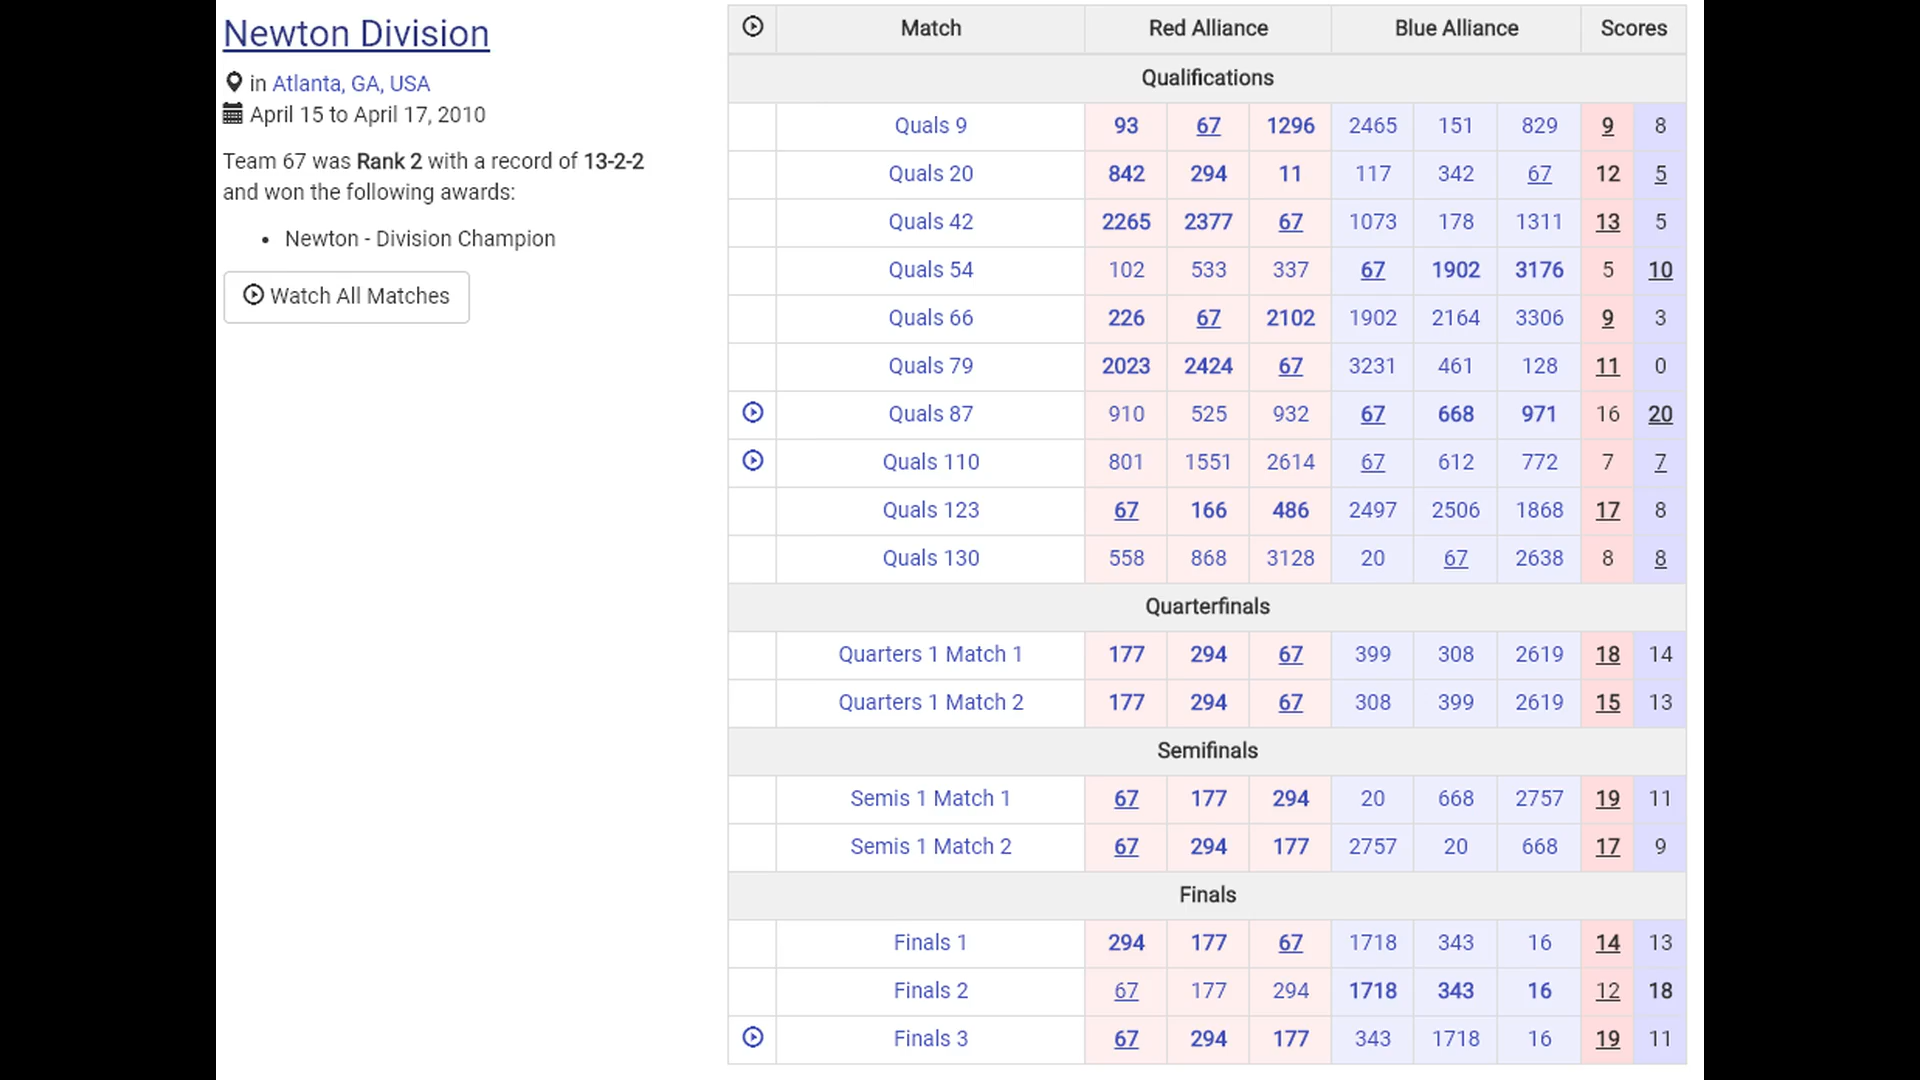 Newton Division
in Atlanta, GA, USA
April 15 to April 17, 2010
Team 67 was Rank 2 with a record of 13-2-2
and won the following awards:
• Newton - Division Champion
Watch All Matches
Match Red Alliance Blue Alliance Scores
Qualifications
Quals 9 93 67 1296 2465 151 829 9 8
Quals 20 842 294 11 117 342 67 12 5
Quals 42 2265 2377 67 1073 178 1311 13 5
Quals 54 102 533 337 67 1902 3176 5 10
Quals 66 226 67 2102 1902 2164 3306 9 3
Quals 79 2023 2424 67 3231 461 128 11 0
Quals 87 910 525 932 67 668 971 16 20
Quals 110 801 1551 2614 67 612 772 7 7
Quals 123 67 166 486 2497 2506 1868 17 8
Quals 130 558 868 3128 20 67 2638 8 8
Quarterfinals
Quarters 1 Match 1 177 294 67 399 308 2619 18 14
Quarters 1 Match 2 177 294 67 308 399 2619 15 13
Semifinals
Semis 1 Match 1 67 177 294 20 668 2757 19 11
Semis 1 Match 2 67 294 177 2757 20 668 17 9
Finals
Finals 1 294 177 67 1718 343 16 14 13
Finals 2 67 177 294 1718 343 16 12 18
Finals 3 67 294 177 343 1718 16 19 11